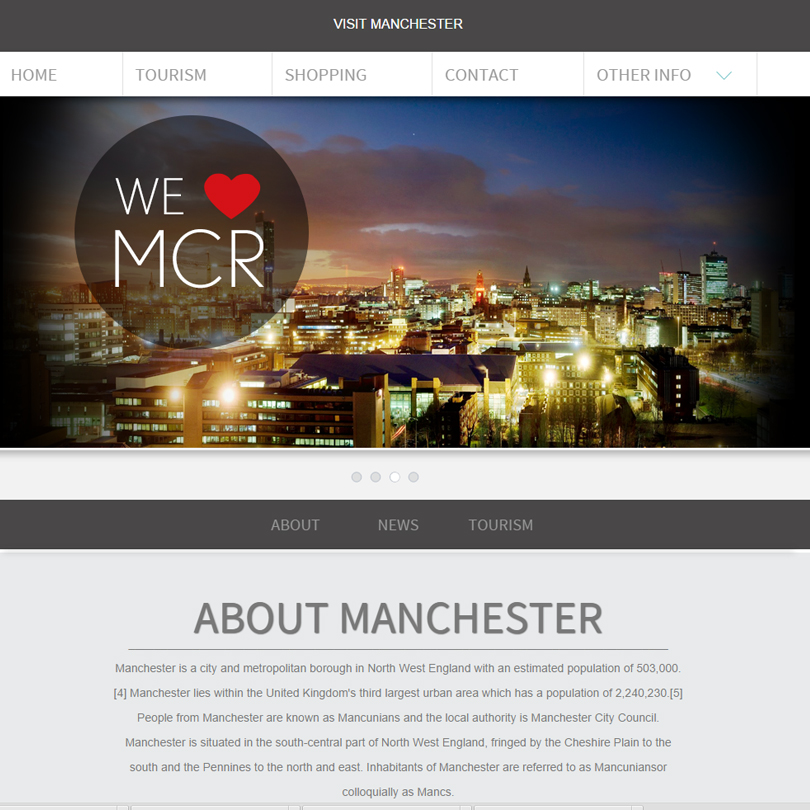 VISIT MANCHESTER
HOME TOURISM SHOPPING CONTACT OTHER INFO
WE
MCR
ABOUT NEWS TOURISM
ABOUT MANCHESTER
Manchester is a city and metropolitan borough in North West England with an estimated population of 503,000.
[4] Manchester lies within the United Kingdom's third largest urban area which has a population of 2,240,230.[5]
People from Manchester are known as Mancunians and the local authority is Manchester City Council.
Manchester is situated in the south-central part of North West England, fringed by the Cheshire Plain to the
south and the Pennines to the north and east. Inhabitants of Manchester are referred to as Mancuniansor
colloquially as Mancs.